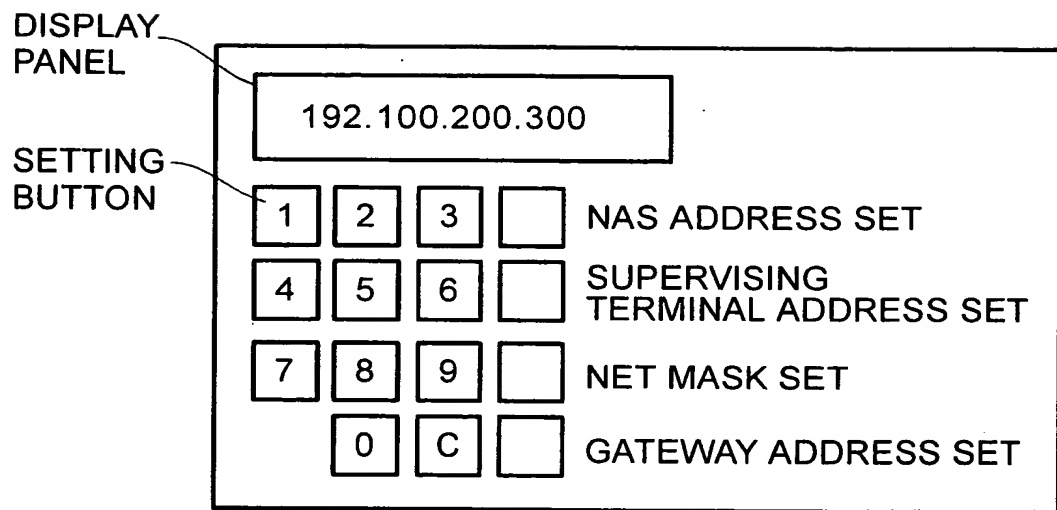 DISPLAY
PANEL
192.100.200.300
SETTING
BUTTON
1 2 3 NAS ADDRESS SET
4 5 6 SUPERVISING
TERMINAL ADDRESS SET
7 8 9 NET MASK SET
0 C GATEWAY ADDRESS SET